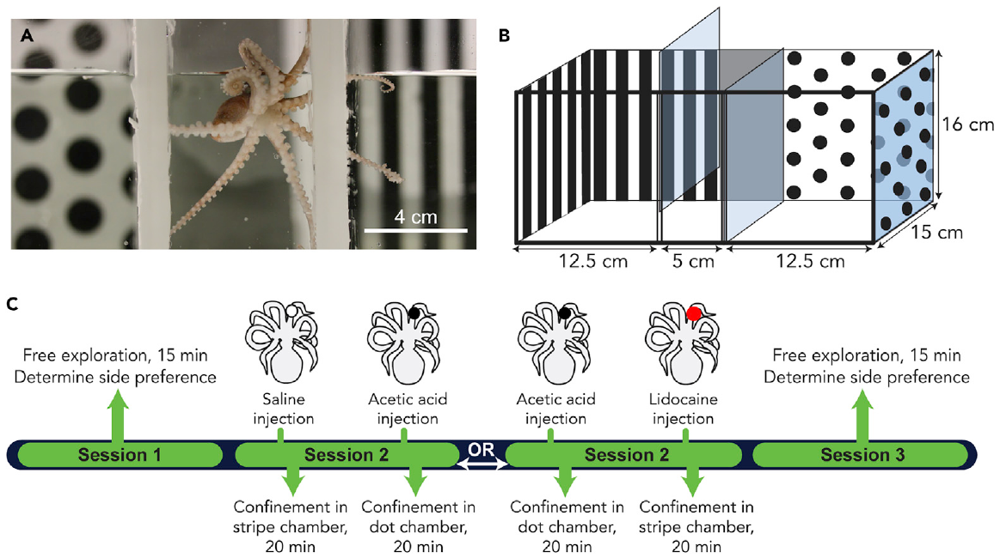 A
4 cm
B
16 cm
15 cm
12.5 cm
5 cm
12.5 cm
C
Free exploration, 15 min
Determine side preference
Saline
injection
Acetic acid
injection
Acetic acid
injection
Lidocaine
injection
Free exploration, 15 min
Determine side preference
Session 1
Session 2
OR
Session 2
Session 3
Confinement in
stripe chamber,
20 min
Confinement in
dot chamber,
20 min
Confinement in
dot chamber,
20 min
Confinement in
stripe chamber,
20 min